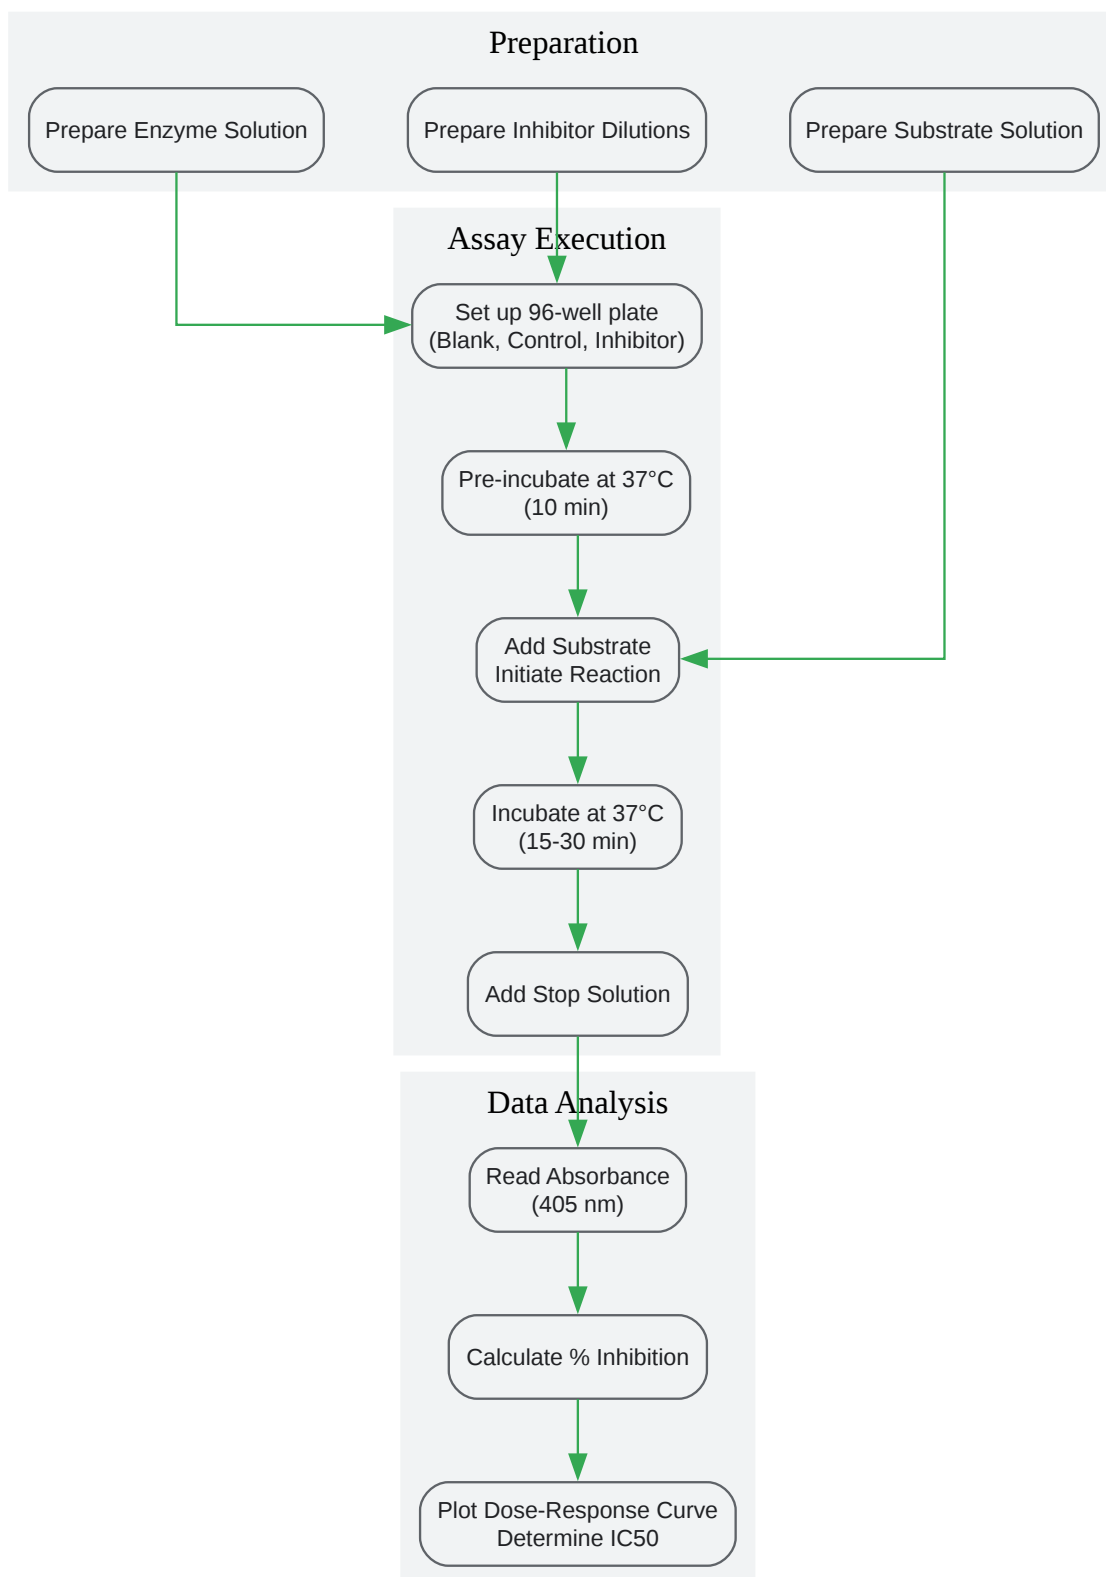 Preparation
Prepare Enzyme Solution
Prepare Inhibitor Dilutions
Prepare Substrate Solution
Assay Execution
Set up 96-well plate
(Blank, Control, Inhibitor)
Pre-incubate at 37°C
(10 min)
Add Substrate
Initiate Reaction
Incubate at 37°C
(15-30 min)
Add Stop Solution
Data Analysis
Read Absorbance
(405 nm)
Calculate % Inhibition
Plot Dose-Response Curve
Determine IC50